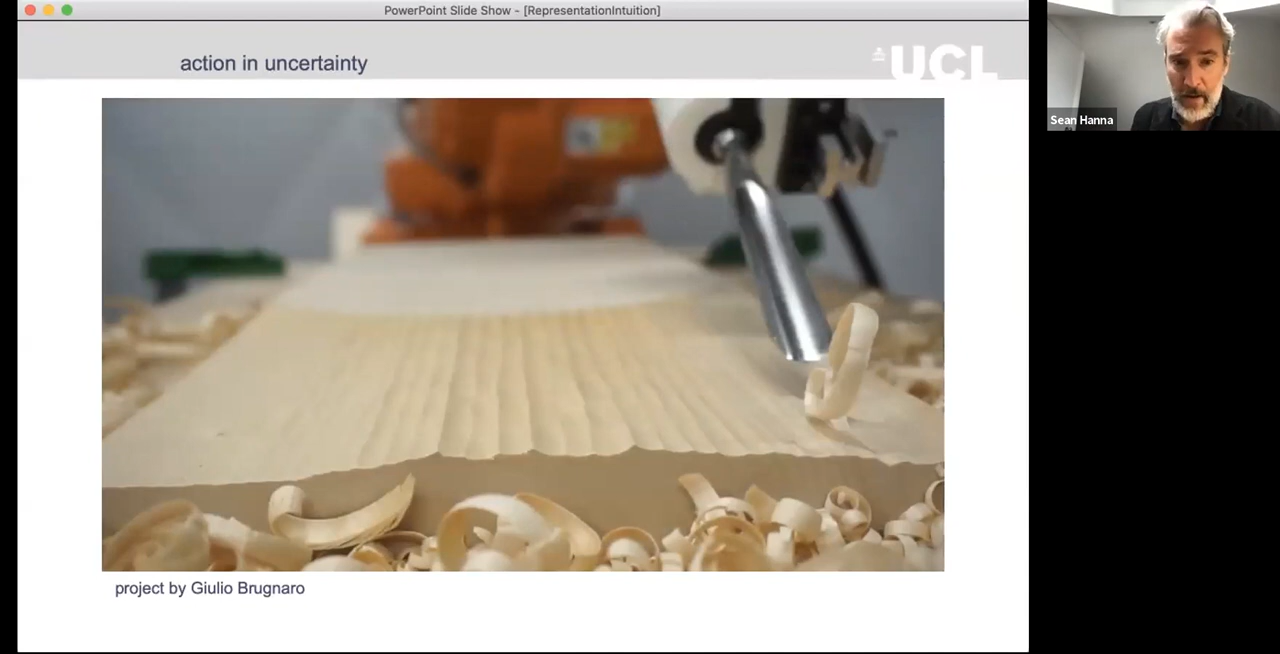 PowerPoint Slide Show - [RepresentationIntuition]
action in uncertainty
UCL
Sean Hanna
project by Giulio Brugnaro